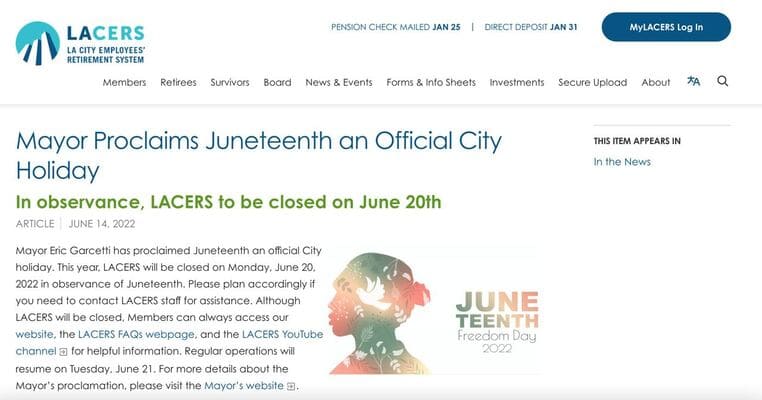 LACERS
LA CITY EMPLOYEES'
RETIREMENT SYSTEM
PENSION CHECK MAILED JAN 25 | DIRECT DEPOSIT JAN 31
MyLACERS Log In
Members Retirees Survivors Board News & Events Forms & Info Sheets Investments Secure Upload About
Mayor Proclaims Juneteenth an Official City
Holiday
In observance, LACERS to be closed on June 20th
ARTICLE | JUNE 14, 2022
Mayor Eric Garcetti has proclaimed Juneteenth an official City
holiday. This year, LACERS will be closed on Monday, June 20,
2022 in observance of Juneteenth. Please plan accordingly if
you need to contact LACERS staff for assistance. Although
LACERS will be closed, Members can always access our
website, the LACERS FAQs webpage, and the LACERS YouTube
channel for helpful information. Regular operations will
resume on Tuesday, June 21. For more details about the
Mayor's proclamation, please visit the Mayor's website.
JUNE
TEENTH
Freedom Day
2022
THIS ITEM APPEARS IN
In the News